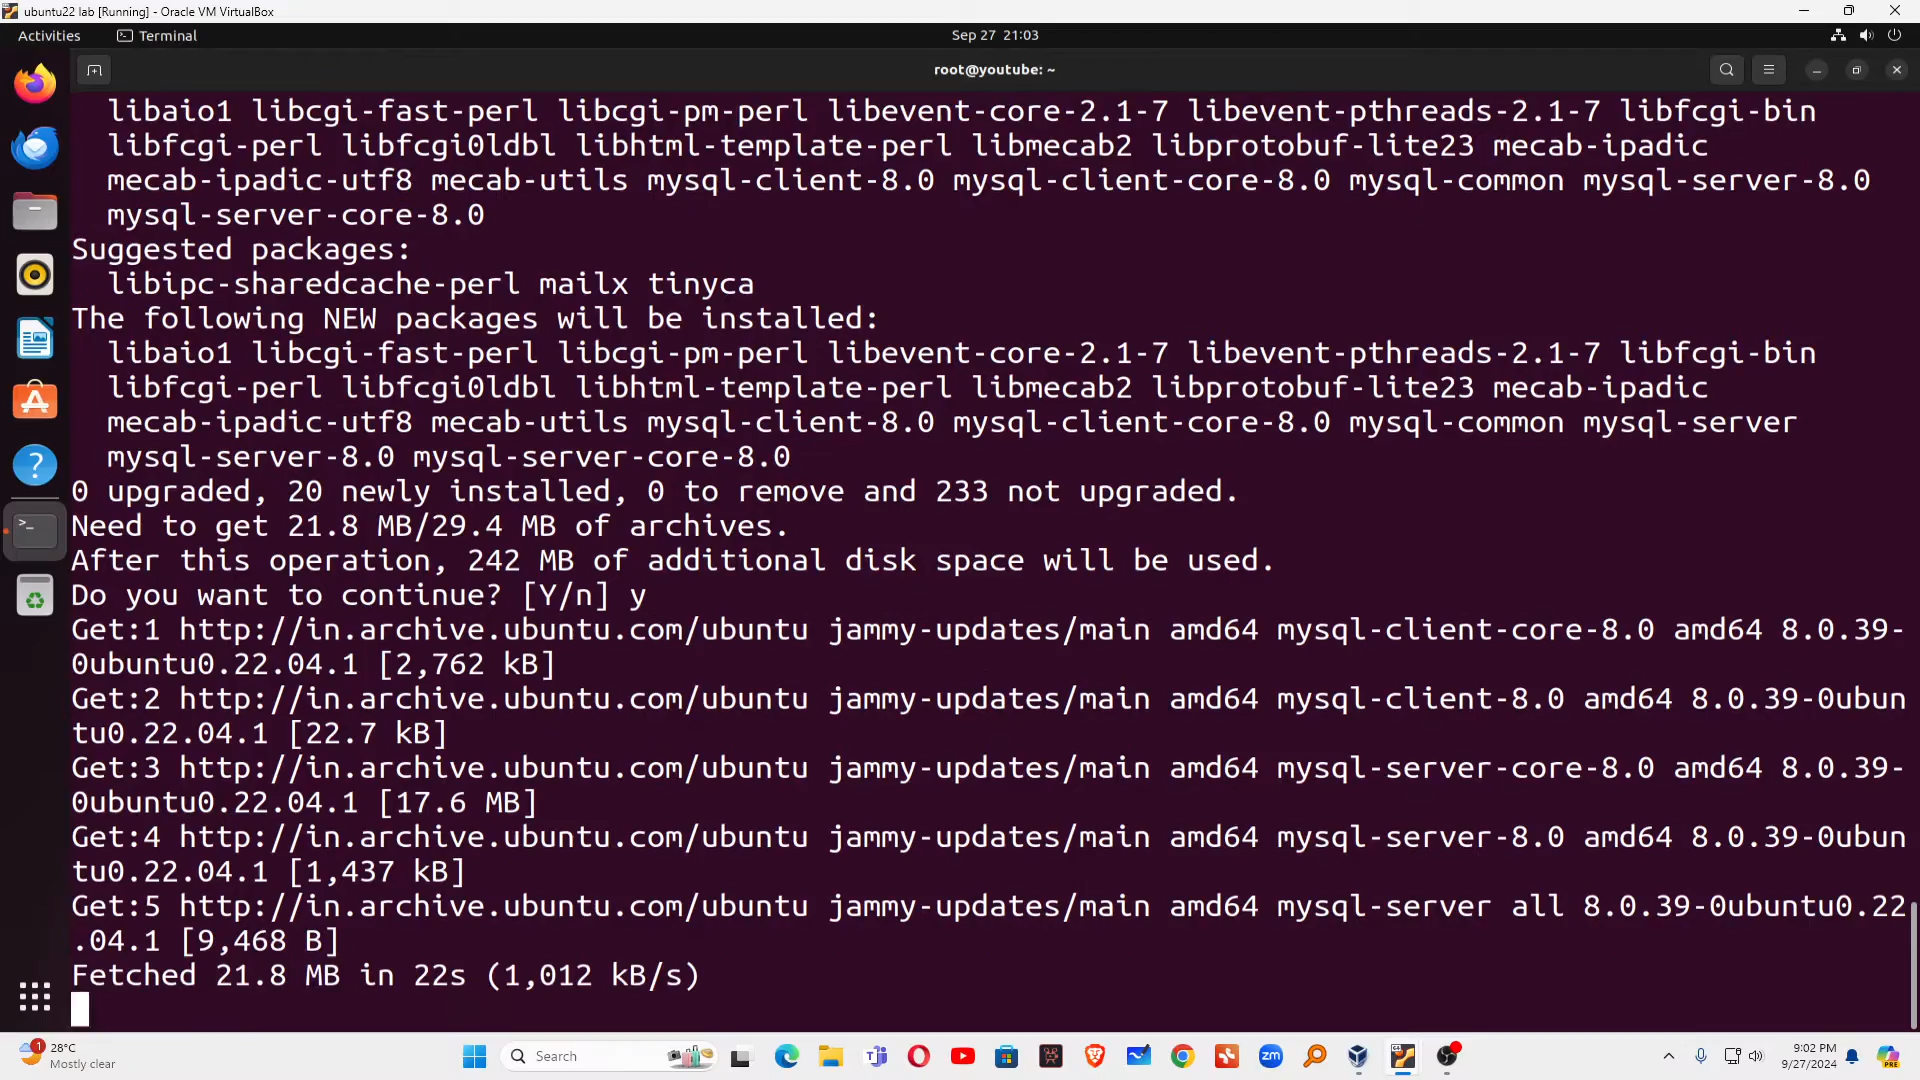 ubuntu22 lab [Running] - Oracle VM VirtualBox
Activities
Terminal
Sep 27 21:03
root@youtube: ~
libaio1 libcgi-fast-perl libcgi-pm-perl libevent-core-2.1-7 libevent-pthreads-2.1-7 libfcgi-bin
libfcgi-perl libfcgi0ldbl libhtml-template-perl libmecab2 libprotobuf-lite23 mecab-ipadic
mecab-ipadic-utf8 mecab-utils mysql-client-8.0 mysql-client-core-8.0 mysql-common mysql-server-8.0
mysql-server-core-8.0
Suggested packages:
libipc-sharedcache-perl mailx tinyca
The following NEW packages will be installed:
libaio1 libcgi-fast-perl libcgi-pm-perl libevent-core-2.1-7 libevent-pthreads-2.1-7 libfcgi-bin
libfcgi-perl libfcgi0ldbl libhtml-template-perl libmecab2 libprotobuf-lite23 mecab-ipadic
mecab-ipadic-utf8 mecab-utils mysql-client-8.0 mysql-client-core-8.0 mysql-common mysql-server
mysql-server-8.0 mysql-server-core-8.0
0 upgraded, 20 newly installed, 0 to remove and 233 not upgraded.
Need to get 21.8 MB/29.4 MB of archives.
After this operation, 242 MB of additional disk space will be used.
Do you want to continue? [Y/n] y
Get:1 http://in.archive.ubuntu.com/ubuntu jammy-updates/main amd64 mysql-client-core-8.0 amd64 8.0.39-
0ubuntu0.22.04.1 [2,762 kB]
Get:2 http://in.archive.ubuntu.com/ubuntu jammy-updates/main amd64 mysql-client-8.0 amd64 8.0.39-0ubun
tu0.22.04.1 [22.7 kB]
Get:3 http://in.archive.ubuntu.com/ubuntu jammy-updates/main amd64 mysql-server-core-8.0 amd64 8.0.39-
0ubuntu0.22.04.1 [17.6 MB]
Get:4 http://in.archive.ubuntu.com/ubuntu jammy-updates/main amd64 mysql-server-8.0 amd64 8.0.39-0ubun
tu0.22.04.1 [1,437 kB]
Get:5 http://in.archive.ubuntu.com/ubuntu jammy-updates/main amd64 mysql-server all 8.0.39-0ubuntu0.22
.04.1 [9,468 B]
Fetched 21.8 MB in 22s (1,012 kB/s)
1
28°C
Mostly clear
Search
zm
9:02 PM
9/27/2024
PRE